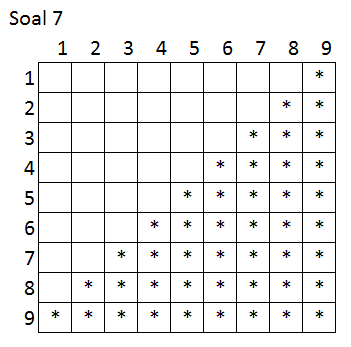 Soal 7
1 2 3 4 5 6 7 8 9
1 *
2 * *
3 * * *
4 * * * *
5 * * * * *
6 * * * * * *
7 * * * * * * *
8 * * * * * * * *
9 * * * * * * * * *